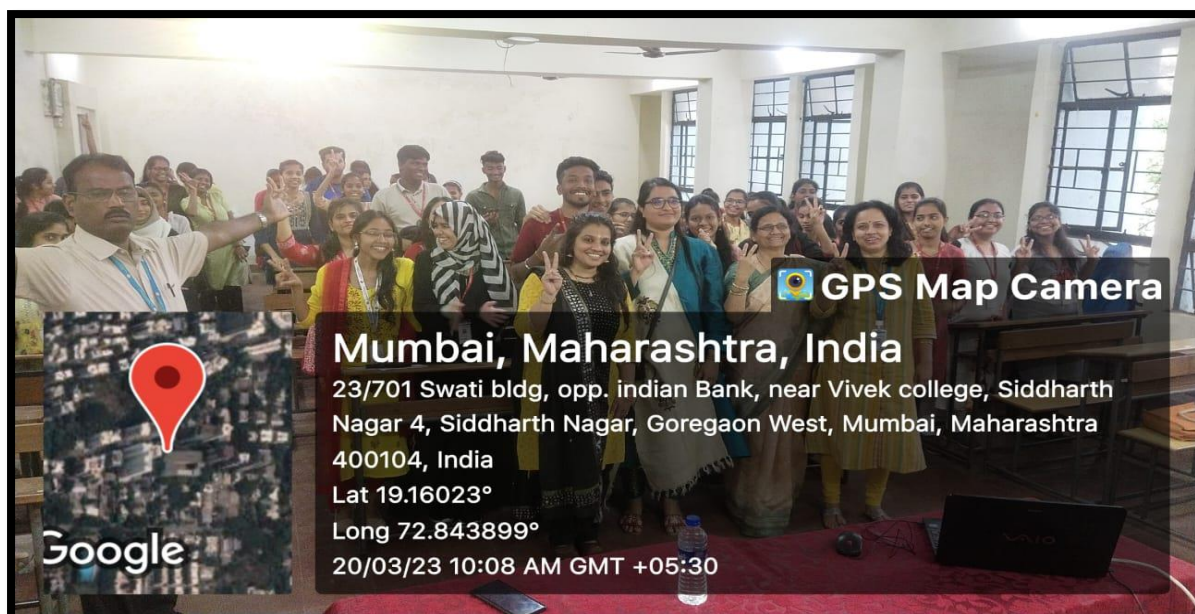 GPS Map Camera
Mumbai, Maharashtra, India
23/701 Swati bldg, opp. indian Bank, near Vivek college, Siddharth
Nagar 4, Siddharth Nagar, Goregaon West, Mumbai, Maharashtra
400104, India
Lat 19.16023°
Long 72.843899°
20/03/23 10:08 AM GMT +05:30
Google
VAIO